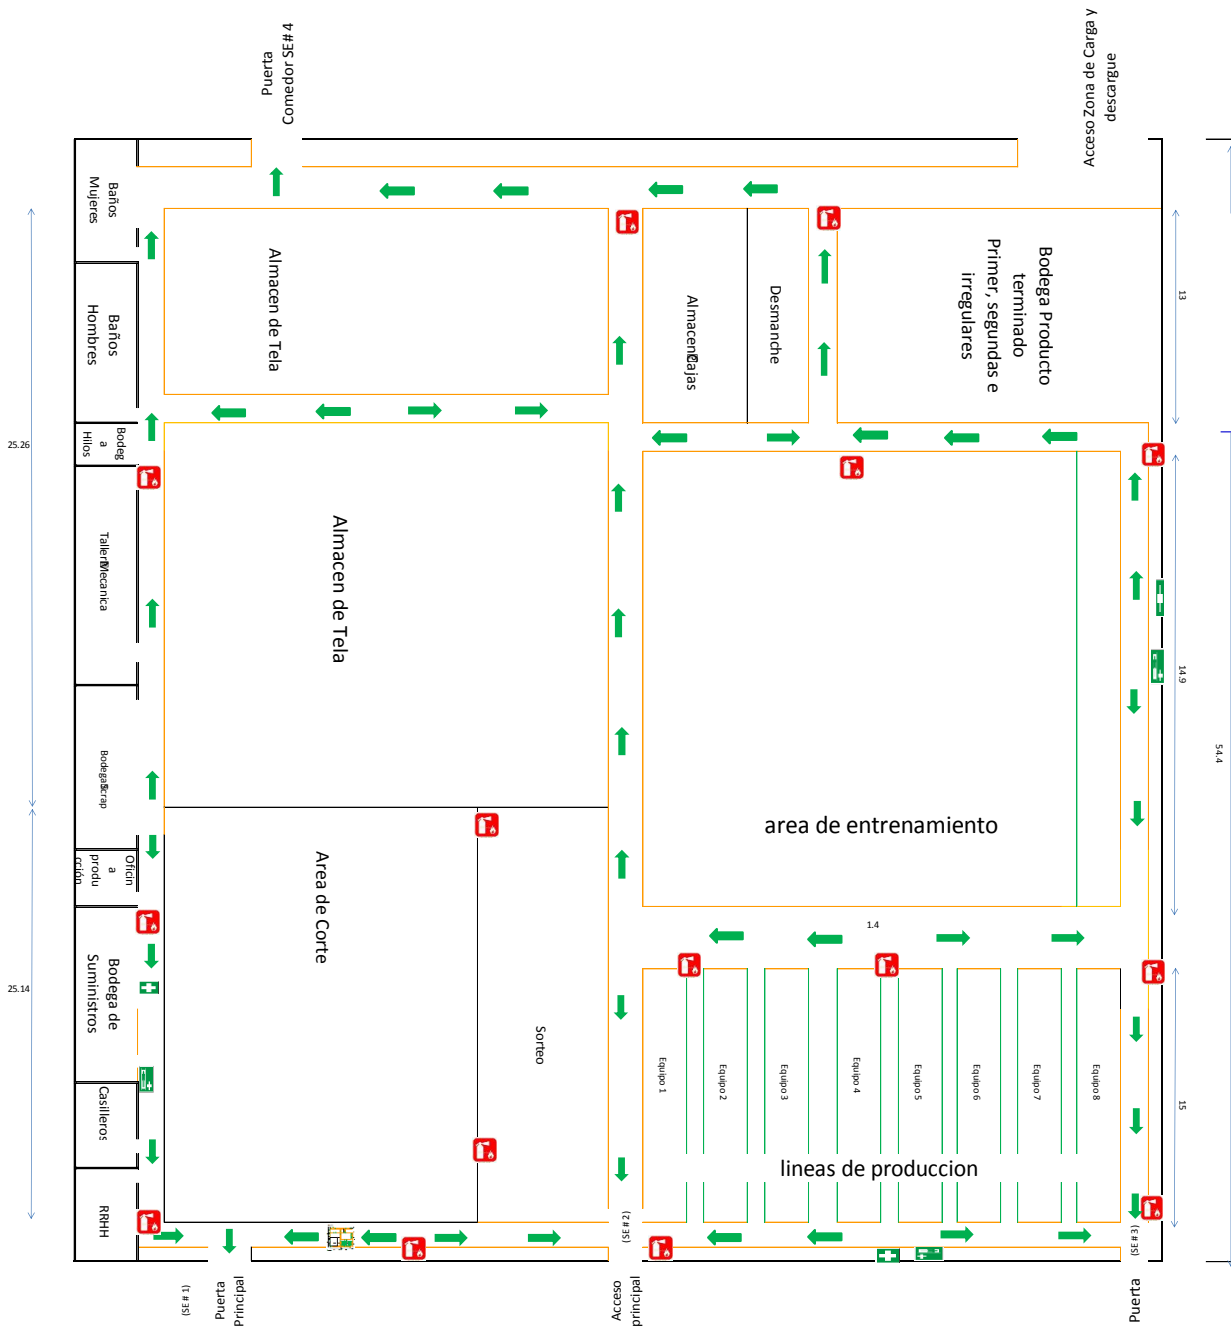 Puerta
Comedor SE# 4
Acceso Zona de Carga y
descargue
Baños
Mujeres
Baños
Hombres
Bodeg
a
Hilos
Taller Mecanica
Bodega Scrap
Oficin
a
produ
cción
Bodega de
Suministros
Casilleros
RRHH
Almacen de Tela
Almacen de Tela
Area de Corte
Sorteo
Almacen Cajas
Desmanche
Bodega Producto
terminado
Primer, segundas e
irregulares
area de entrenamiento
1.4
Equipo 1
Equipo 2
Equipo 3
Equipo 4
Equipo 5
Equipo 6
Equipo 7
Equipo 8
lineas de produccion
25.26
25.14
13
14.9
15
54.4
(SE # 1)
Puerta
Principal
(SE # 2)
Acceso
principal
(SE # 3)
Puerta